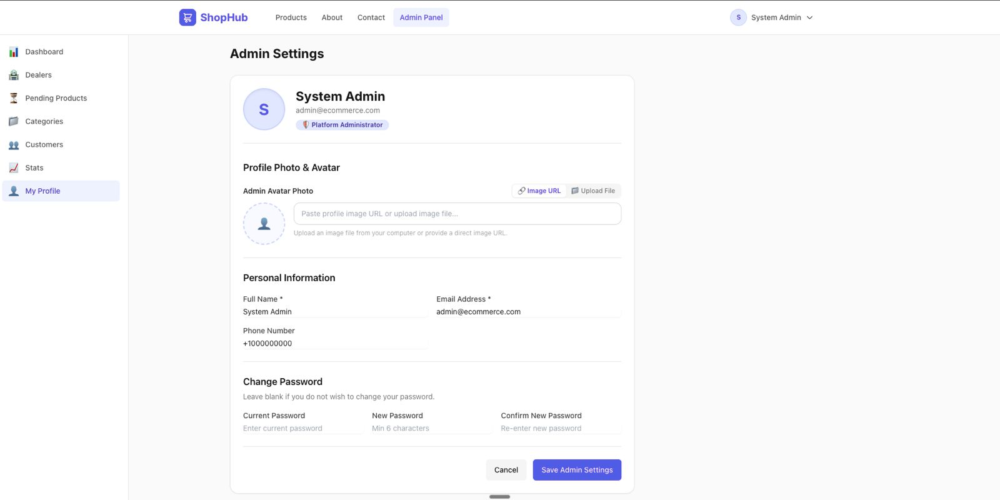 ShopHub
Products
About
Contact
Admin Panel
S
System Admin
Dashboard
Dealers
Pending Products
Categories
Customers
Stats
My Profile
Admin Settings
S
System Admin
admin@ecommerce.com
Platform Administrator
Profile Photo & Avatar
Admin Avatar Photo
Image URL
Upload File
Paste profile image URL or upload image file...
Upload an image file from your computer or provide a direct image URL.
Personal Information
Full Name *
Email Address *
System Admin
admin@ecommerce.com
Phone Number
+1000000000
Change Password
Leave blank if you do not wish to change your password.
Current Password
New Password
Confirm New Password
Enter current password
Min 6 characters
Re-enter new password
Cancel
Save Admin Settings